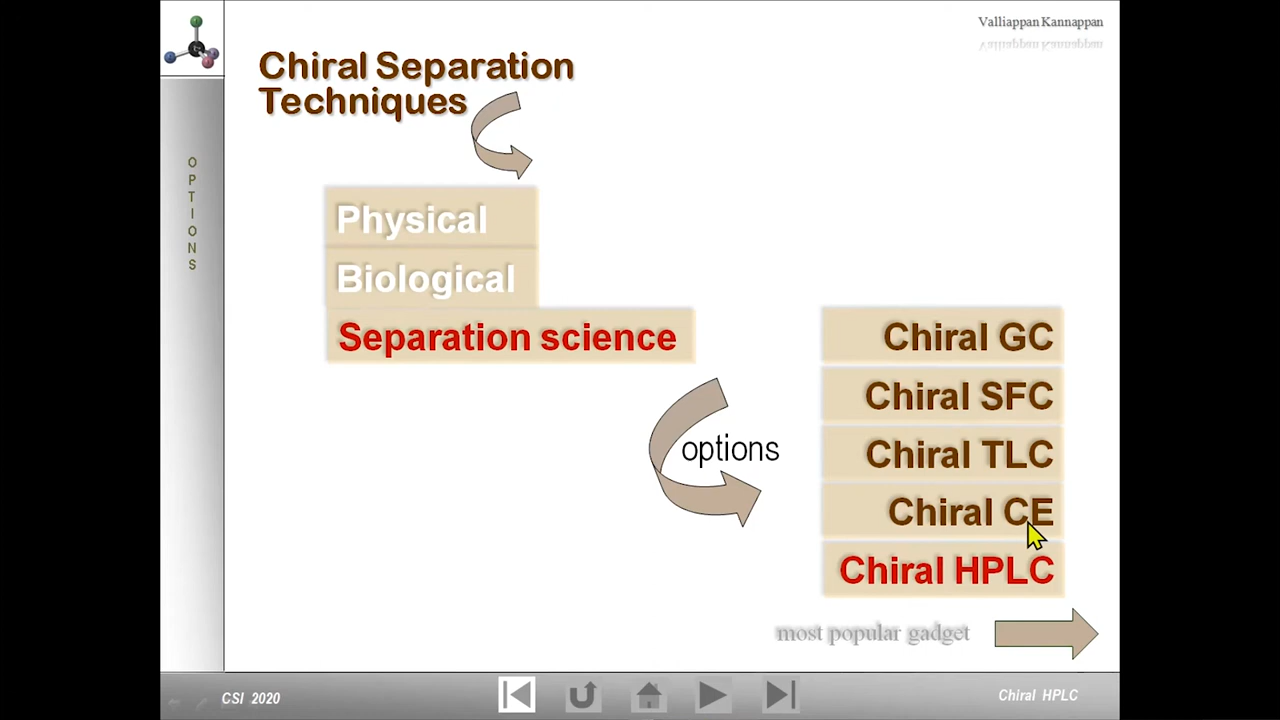 Valliappan Kannappan
Chiral Separation
Techniques
OPTIONS
Physical
Biological
Separation science
options
Chiral GC
Chiral SFC
Chiral TLC
Chiral CE
Chiral HPLC
most popular gadget
CSI 2020
Chiral HPLC